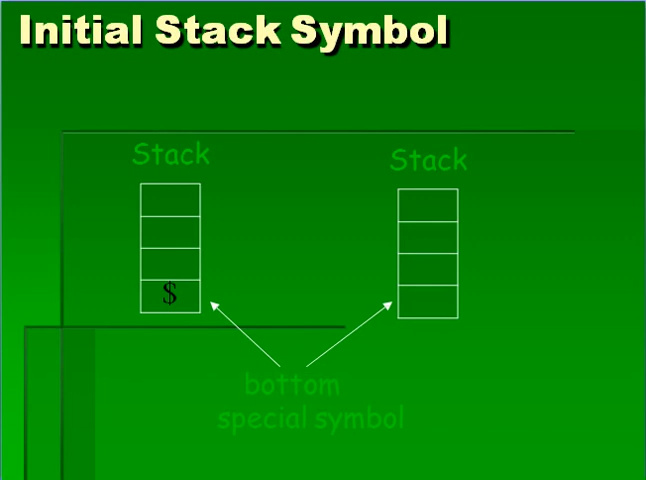 Initial Stack Symbol
Stack Stack
$
bottom
special symbol